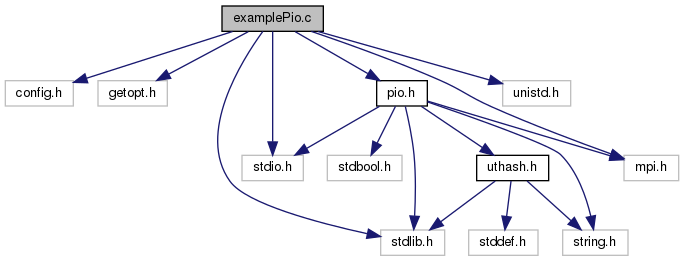 examplePio.c
config.h
getopt.h
pio.h
unistd.h
stdio.h
stdbool.h
uthash.h
mpi.h
stdlib.h
stddef.h
string.h